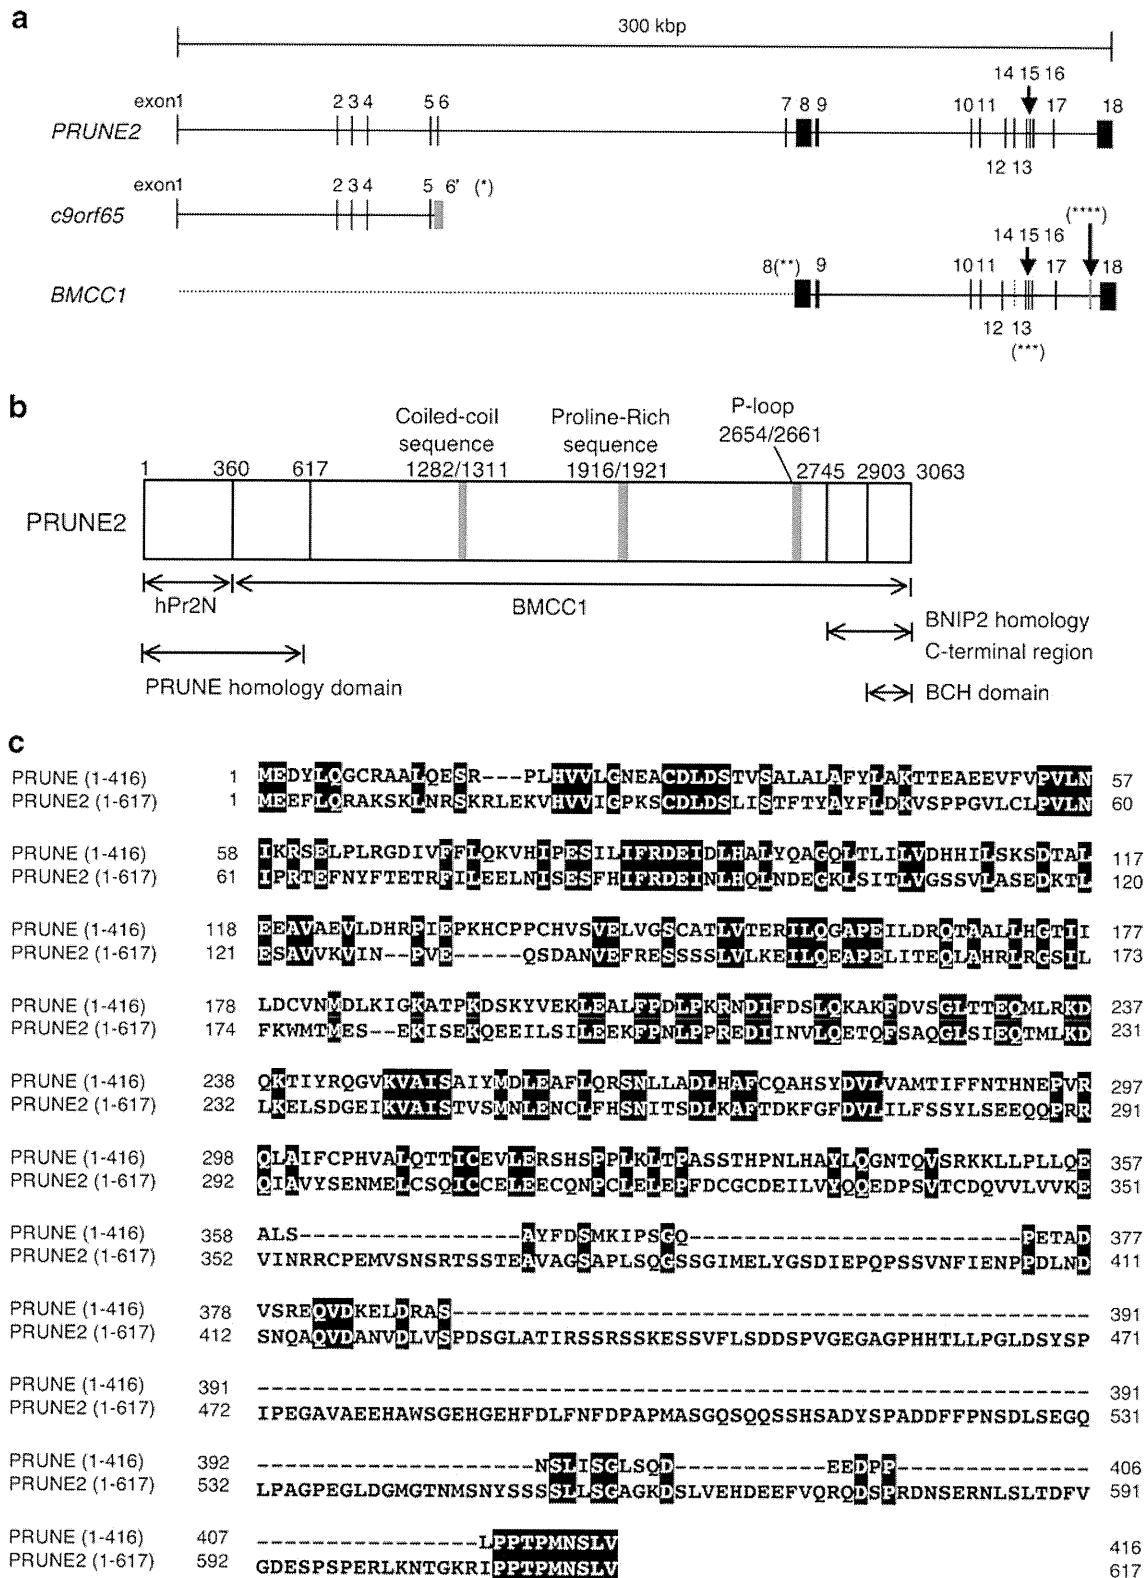 a
300 kbp
14 15 16
exon1 2 3 4 5 6 7 8 9 10 11 17 18
PRUNE2
12 13
exon1 2 3 4 5 6' (*)
c9orf65
(****)
14 15 16
8(**) 9 10 11 17 18
BMCC1
12 13
(***)
b
Coiled-coil sequence 1282/1311
Proline-Rich sequence 1916/1921
P-loop 2654/2661
1 360 617 2745 2903 3063
PRUNE2
hPr2N
BMCC1
BNIP2 homology
C-terminal region
PRUNE homology domain
BCH domain
c
PRUNE (1-416) 1 MEDYLQGCRAALQESR---PLHVVLGNEACDLDSTVSALALAFYLAKTTEAEEVFVPVLN 57
PRUNE2 (1-617) 1 MEEFLQRAKSKLNRSKRLEKVHVVIGPKSCDLDSLISTFTYAYFLDKVSPPGVLCLPVLN 60
PRUNE (1-416) 58 IKRSELPLRGDIVFFLQKVHIPESILIFRDEIDLHALYQAGQLTLILVDHHILSKSDTAL 117
PRUNE2 (1-617) 61 IPRTEFNYFTETRFILEELNISESFHIFRDEINLHQLNDEGKLSITLVGSSVLASEDKTL 120
PRUNE (1-416) 118 EEAVAEVLDHRPIEPKHCPPCHVSVELVGSCATLVTERILQGAPEILDRQTAALLHGTII 177
PRUNE2 (1-617) 121 ESAVVKVIN--PVE-----QSDANVEFRESSSSLVLKEILQEAPELITEQLAHRLRGSIL 173
PRUNE (1-416) 178 LDCVNMDLKIGKATPKDSKYVEKLEALFPDLPKRNDIFDSLQKAKFDVSGLTTEQMLRKD 237
PRUNE2 (1-617) 174 FKWMTMES--EKISEKQEEILSILEEKFPNLPPREDIINVLQETQFSAQGLSIEQTMLKD 231
PRUNE (1-416) 238 QKTIYRQGVKVAISAIYMDLEAFLQRSNLLADLHAFCQAHSYDVLVAMTIFFNTHNEPVR 297
PRUNE2 (1-617) 232 LKELSDGEIKVAISTVSMNLENCLFHSNITSDLKAFTDKFGFDVLILFSSYLSEEQQPRR 291
PRUNE (1-416) 298 QLAIFCPHVALQTTICEVLERSHSPPLKLTPASSTHPNLHAYLQGNTQVSRKKLLPLLQE 357
PRUNE2 (1-617) 292 QIAVYSENMELCSQICCELEECQNPCLELEPFDCGCDEILVYQQEDPSVTCDQVVLVVKE 351
PRUNE (1-416) 358 ALS----------------AYFDSMKIPSGQ------------------------PETAD 377
PRUNE2 (1-617) 352 VINRRCPEMVSNSRTSSTEAVAGSAPLSQGSSGIMELYGSDIEPQPSSVNFIENPPDLND 411
PRUNE (1-416) 378 VSREQVDKELDRAS---------------------------------------------- 391
PRUNE2 (1-617) 412 SNQAQVDANVDLVSPDSGLATIRSSRSSKESSVFLSDDSPVGEGAGPHHTLLPGLDSYSP 471
PRUNE (1-416) 391 ------------------------------------------------------------ 391
PRUNE2 (1-617) 472 IPEGAVAEEHAWSGEHGEHFDLFNFDPAPMASGQSQQSSHSADYSPADDFFPNSDLSEGQ 531
PRUNE (1-416) 392 --------------------NSLISGLSQD-----------EEDPP-------------- 406
PRUNE2 (1-617) 532 LPAGPEGLDGMGTNMSNYSSSSLLSGAGKDSLVEHDEEFVQRQDSPRDNSERNLSLTDFV 591
PRUNE (1-416) 407 ----------------LPPTPMNSLV 416
PRUNE2 (1-617) 592 GDESPSPERLKNTGKRIPPTPMNSLV 617